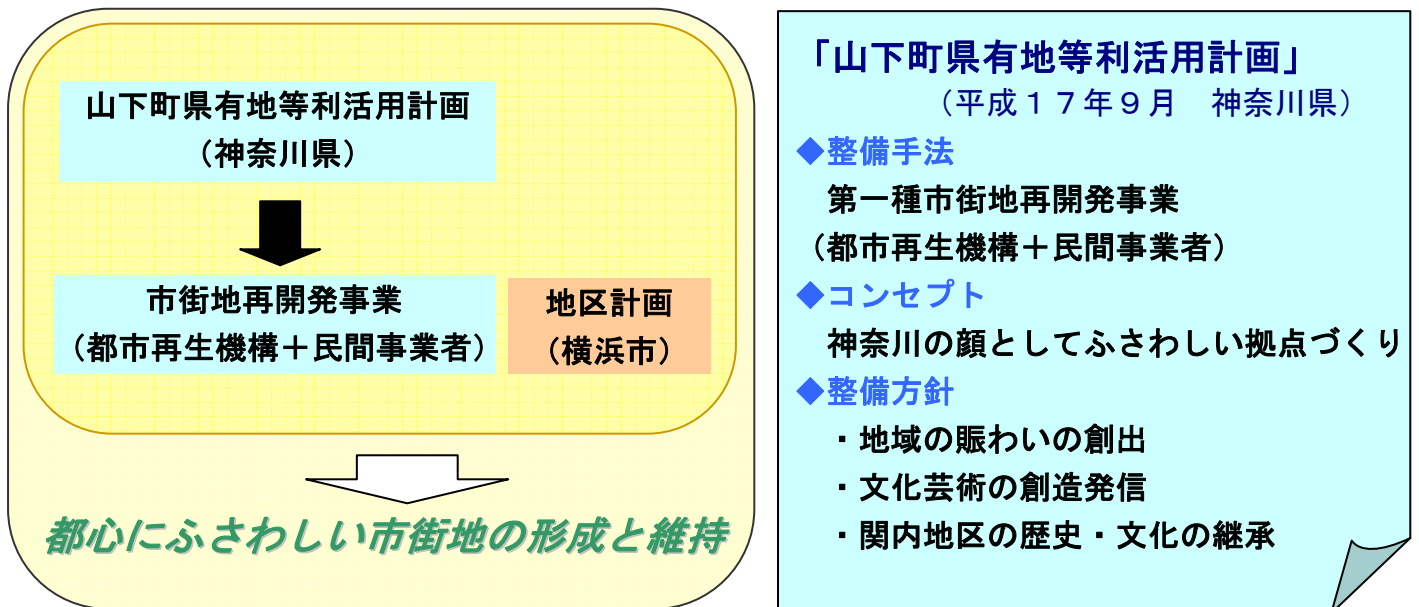 山下町県有地等利活用計画
（神奈川県）
市街地再開発事業
（都市再生機構＋民間事業者）
地区計画
（横浜市）
都心にふさわしい市街地の形成と維持
「山下町県有地等利活用計画」
（平成１７年９月　神奈川県）
◆整備手法
第一種市街地再開発事業
（都市再生機構＋民間事業者）
◆コンセプト
神奈川の顔としてふさわしい拠点づくり
◆整備方針
・地域の賑わいの創出
・文化芸術の創造発信
・関内地区の歴史・文化の継承